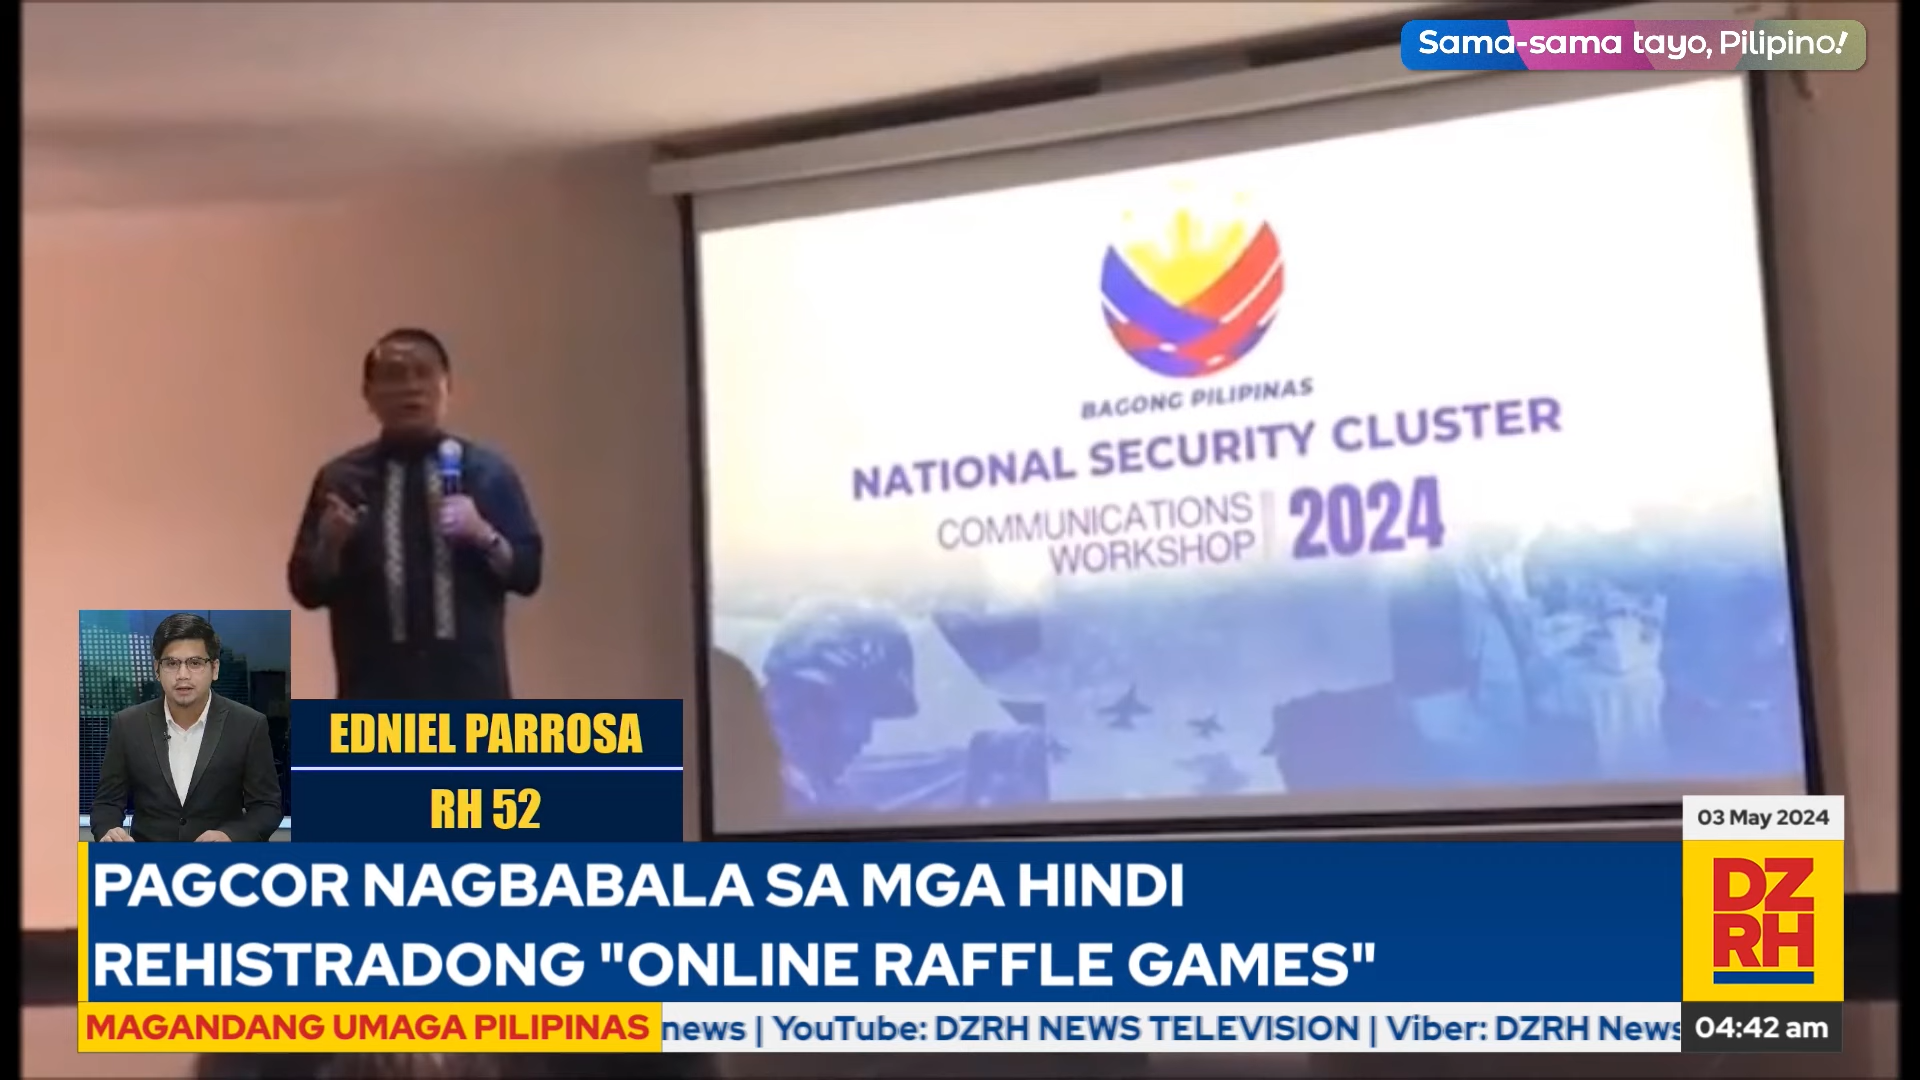 Sama-sama tayo, Pilipino!
BAGONG PILIPINAS
NATIONAL SECURITY CLUSTER
COMMUNICATIONS
WORKSHOP
2024
EDNIEL PARROSA
RH 52
03 May 2024
PAGCOR NAGBABALA SA MGA HINDI
REHISTRADONG "ONLINE RAFFLE GAMES"
DZ
RH
MAGANDANG UMAGA PILIPINAS
news | YouTube: DZRH NEWS TELEVISION | Viber: DZRH News
04:42 am